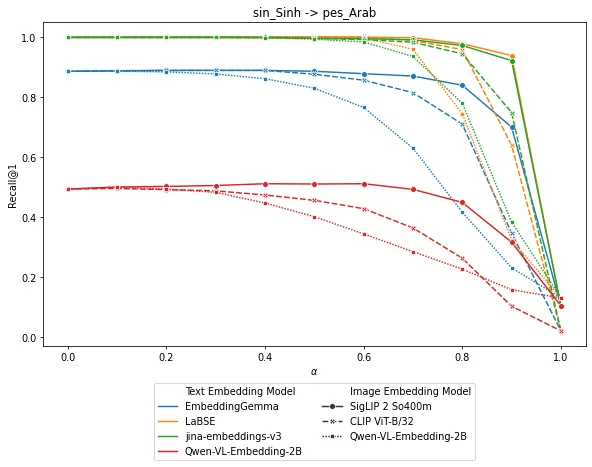 sin_Sinh -> pes_Arab
1.0
0.8
0.6
0.4
0.2
0.0
Recall@1
0.0 0.2 0.4 0.6 0.8 1.0
α
Text Embedding Model Image Embedding Model
EmbeddingGemma SigLIP 2 So400m
LaBSE CLIP ViT-B/32
jina-embeddings-v3 Qwen-VL-Embedding-2B
Qwen-VL-Embedding-2B